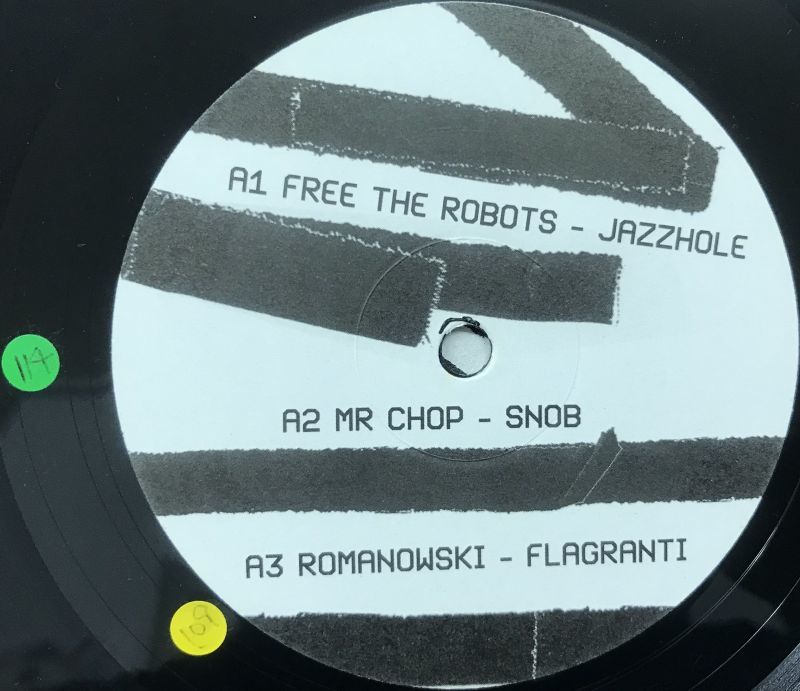 A1 FREE THE ROBOTS - JAZZHOLE
A2 MR CHOP - SNOB
A3 ROMANOWSKI - FLAGRANTI
114
109